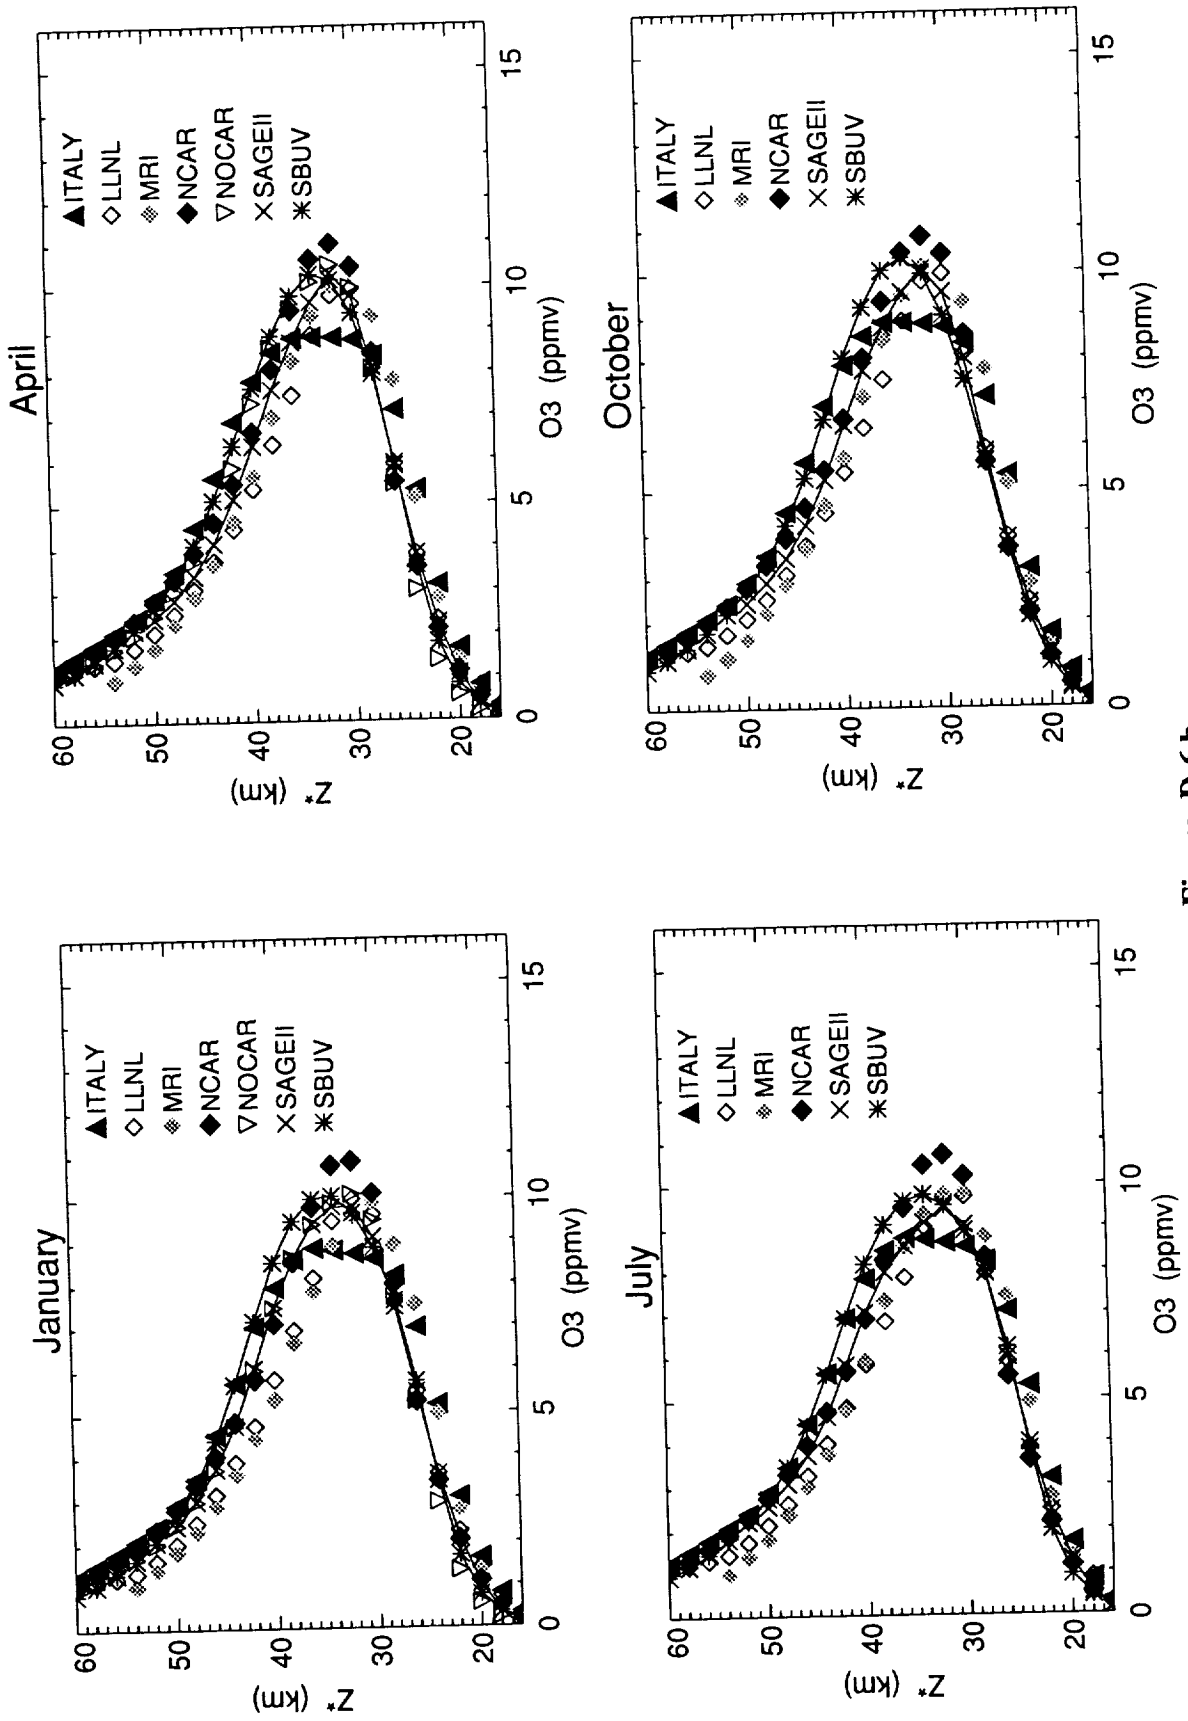 January
▲ITALY
◇LLNL
MRI
◆NCAR
▽NOCAR
×SAGEII
✳SBUV
60
50
40
30
20
Z* (km)
0
5
10
15
O3 (ppmv)
April
▲ITALY
◇LLNL
MRI
◆NCAR
▽NOCAR
×SAGEII
✳SBUV
60
50
40
30
20
Z* (km)
0
5
10
15
O3 (ppmv)
July
▲ITALY
◇LLNL
MRI
◆NCAR
×SAGEII
✳SBUV
60
50
40
30
20
Z* (km)
0
5
10
15
O3 (ppmv)
October
▲ITALY
◇LLNL
MRI
◆NCAR
×SAGEII
✳SBUV
60
50
40
30
20
Z* (km)
0
5
10
15
O3 (ppmv)